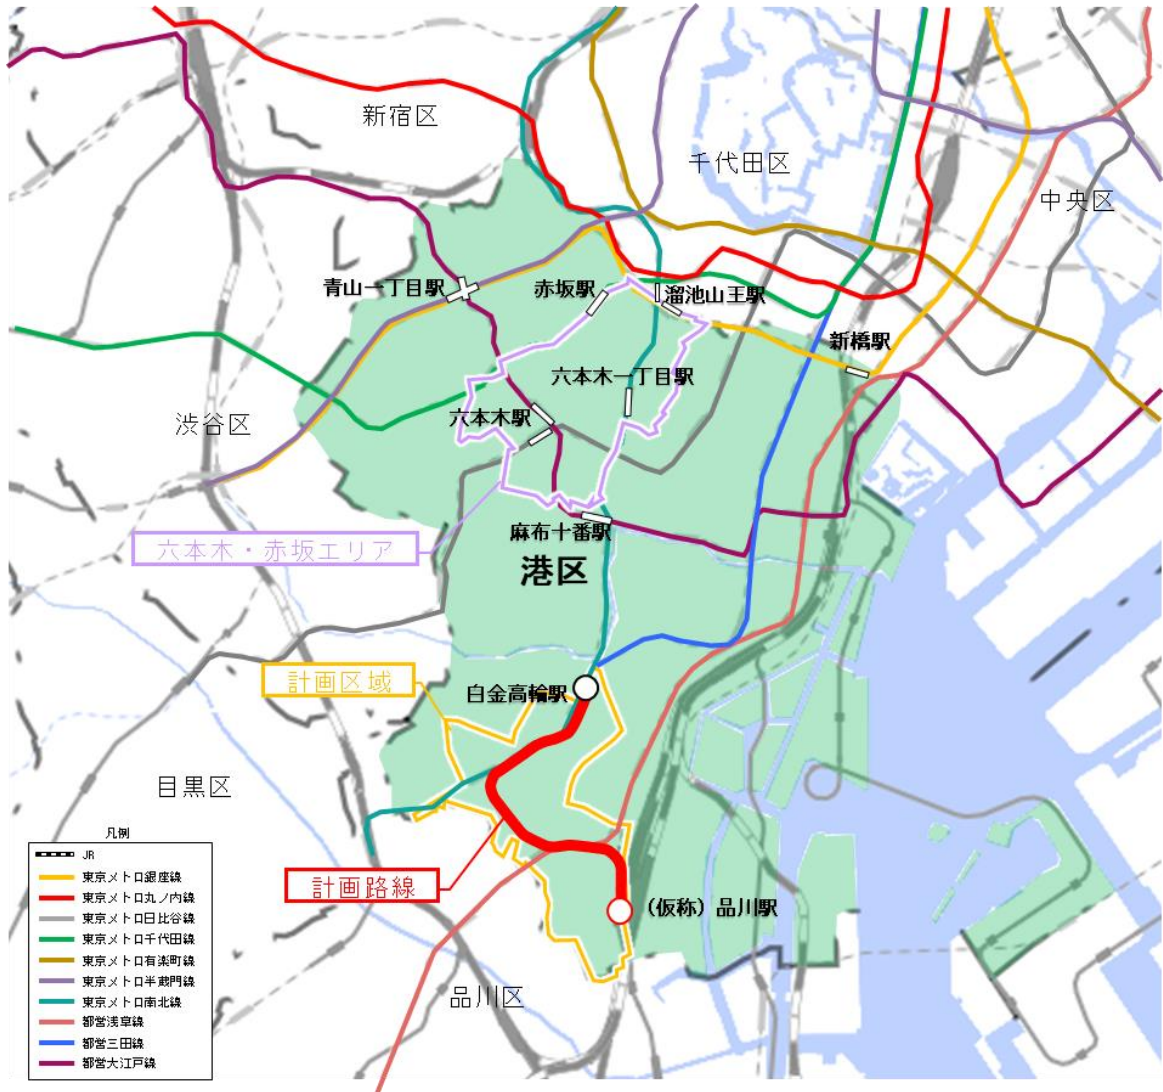 新宿区
千代田区
中央区
青山一丁目駅
赤坂駅
溜池山王駅
新橋駅
六本木一丁目駅
六本木駅
渋谷区
麻布十番駅
六本木・赤坂エリア
港区
計画区域
白金高輪駅
目黒区
計画路線
(仮称)品川駅
品川区
凡例
JR
東京メトロ銀座線
東京メトロ丸ノ内線
東京メトロ日比谷線
東京メトロ千代田線
東京メトロ有楽町線
東京メトロ半蔵門線
東京メトロ南北線
都営浅草線
都営三田線
都営大江戸線